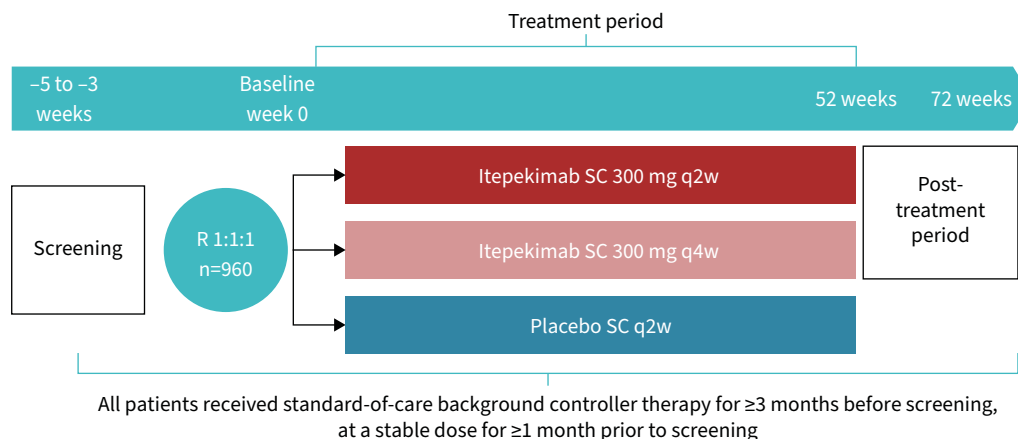 Treatment period
–5 to –3
weeks
Baseline
week 0
52 weeks
72 weeks
Screening
R 1:1:1
n=960
Itepekimab SC 300 mg q2w
Itepekimab SC 300 mg q4w
Placebo SC q2w
Post-
treatment
period
All patients received standard-of-care background controller therapy for ≥3 months before screening,
at a stable dose for ≥1 month prior to screening